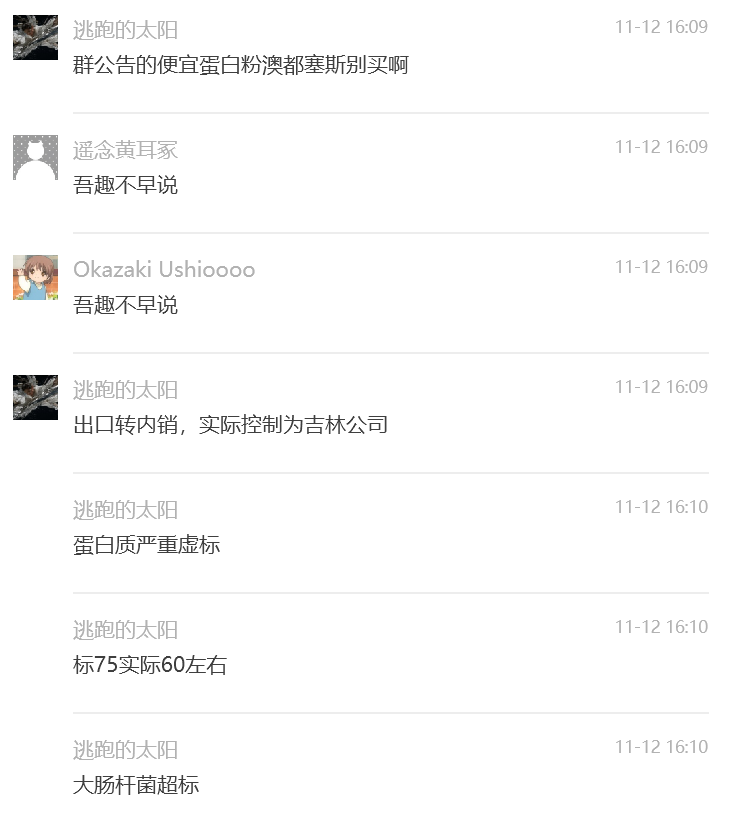 逃跑的太阳 11-12 16:09
群公告的便宜蛋白粉澳都塞斯别买啊
遥念黄耳冢 11-12 16:09
吾趣不早说
Okazaki Ushioooo 11-12 16:09
吾趣不早说
逃跑的太阳 11-12 16:09
出口转内销，实际控制为吉林公司
逃跑的太阳 11-12 16:10
蛋白质严重虚标
逃跑的太阳 11-12 16:10
标75实际60左右
逃跑的太阳 11-12 16:10
大肠杆菌超标